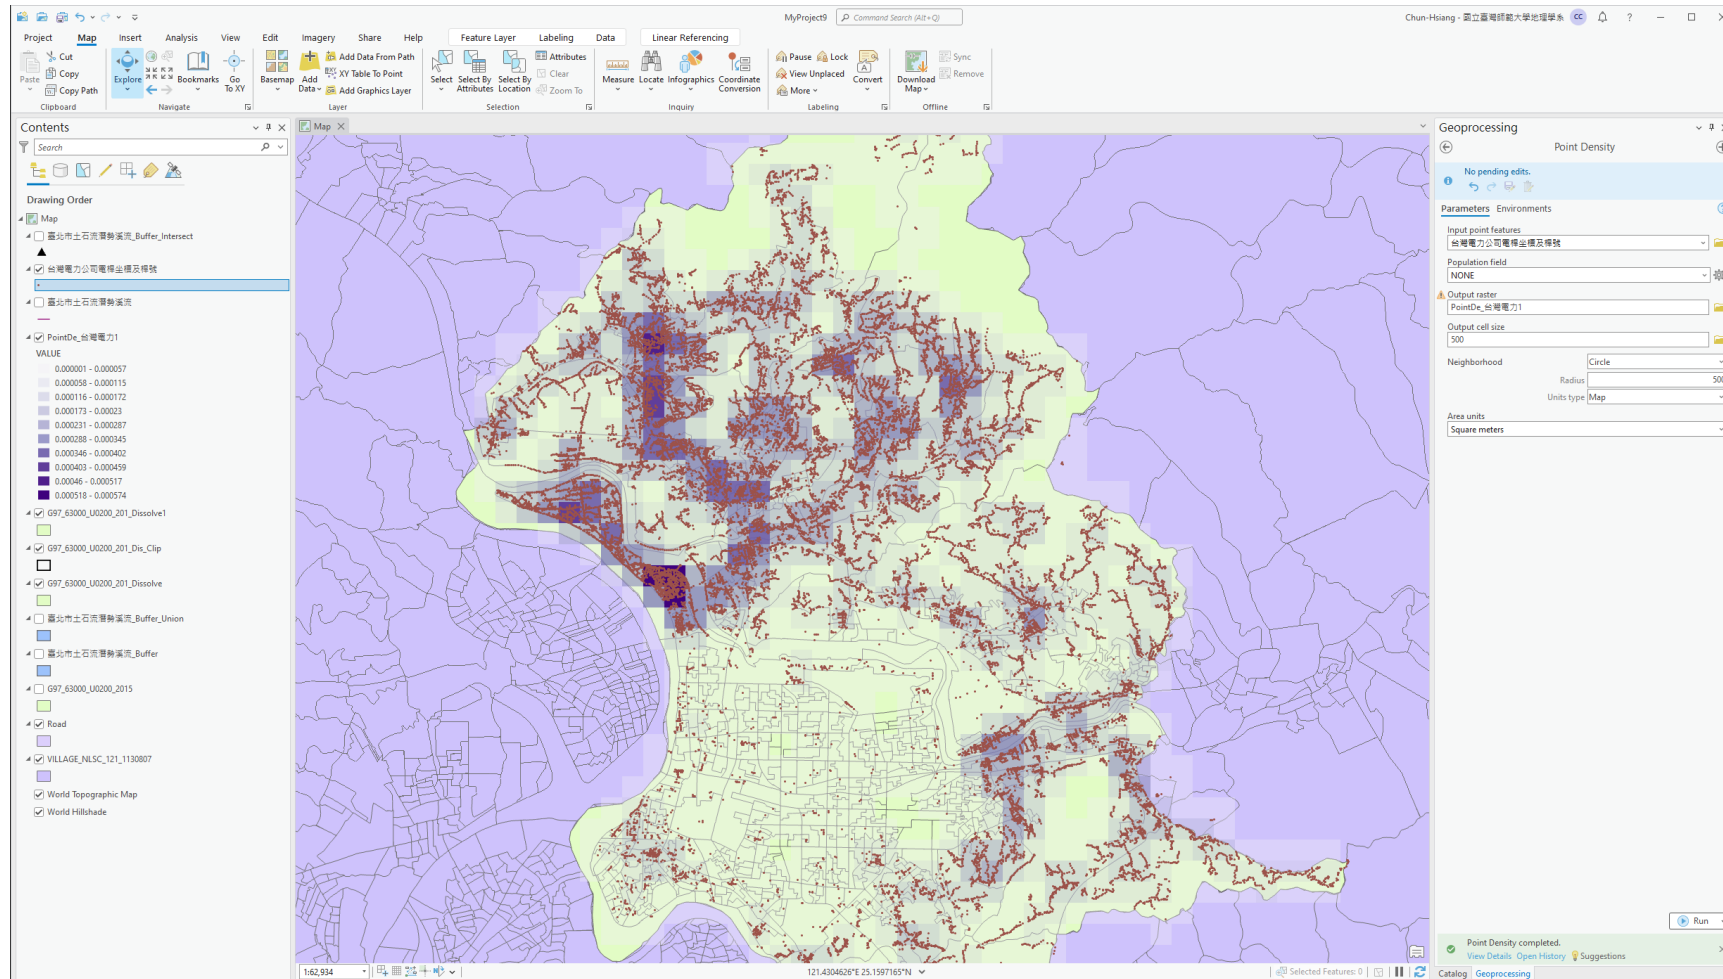 MyProject9
Command Search (Alt+Q)
Chun-Hsiang - 國立臺灣師範大學地理學系
CC
?
Project
Map
Insert
Analysis
View
Edit
Imagery
Share
Help
Feature Layer
Labeling
Data
Linear Referencing
Paste
Cut
Copy
Copy Path
Clipboard
Explore
Bookmarks
Go To XY
Navigate
Basemap
Add Data
Add Data From Path
XY Table To Point
Add Graphics Layer
Layer
Select
Select By Attributes
Select By Location
Attributes
Clear
Zoom To
Selection
Measure
Locate
Infographics
Coordinate Conversion
Inquiry
Pause
Lock
View Unplaced
More
Convert
Labeling
Download Map
Sync
Remove
Offline
Contents
Search
Drawing Order
Map
臺北市土石流潛勢溪流_Buffer_Intersect
台灣電力公司電桿坐標及桿號
臺北市土石流潛勢溪流
PointDe_台灣電力1
VALUE
0.000001 - 0.000057
0.000058 - 0.000115
0.000116 - 0.000172
0.000173 - 0.00023
0.000231 - 0.000287
0.000288 - 0.000345
0.000346 - 0.000402
0.000403 - 0.000459
0.00046 - 0.000517
0.000518 - 0.000574
G97_63000_U0200_201_Dissolve1
G97_63000_U0200_201_Dis_Clip
G97_63000_U0200_201_Dissolve
臺北市土石流潛勢溪流_Buffer_Union
臺北市土石流潛勢溪流_Buffer
G97_63000_U0200_2015
Road
VILLAGE_NLSC_121_1130807
World Topographic Map
World Hillshade
Map
1:62,934
121.4304626°E 25.1597165°N
Selected Features: 0
Geoprocessing
Point Density
No pending edits.
Parameters
Environments
Input point features
台灣電力公司電桿坐標及桿號
Population field
NONE
Output raster
PointDe_台灣電力1
Output cell size
500
Neighborhood
Circle
Radius
500
Units type
Map
Area units
Square meters
Run
Point Density completed.
View Details
Open History
Suggestions
Catalog
Geoprocessing